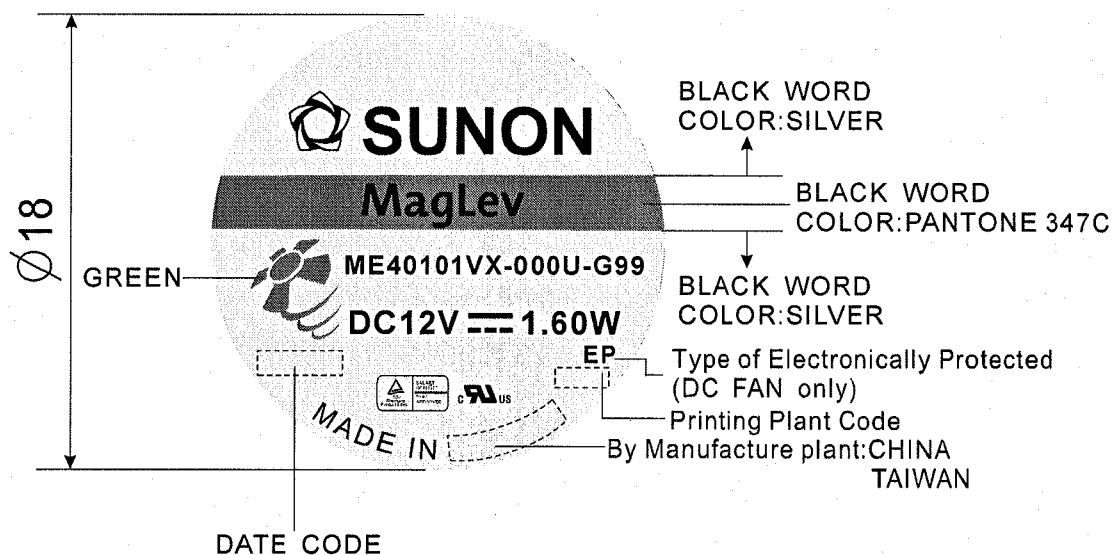 SUNON
MagLev
ME40101VX-000U-G99
DC12V 1.60W
EP
c RU US
MADE IN
Ø18
GREEN
DATE CODE
BLACK WORD
COLOR:SILVER
BLACK WORD
COLOR:PANTONE 347C
BLACK WORD
COLOR:SILVER
Type of Electronically Protected
(DC FAN only)
Printing Plant Code
By Manufacture plant:CHINA
TAIWAN